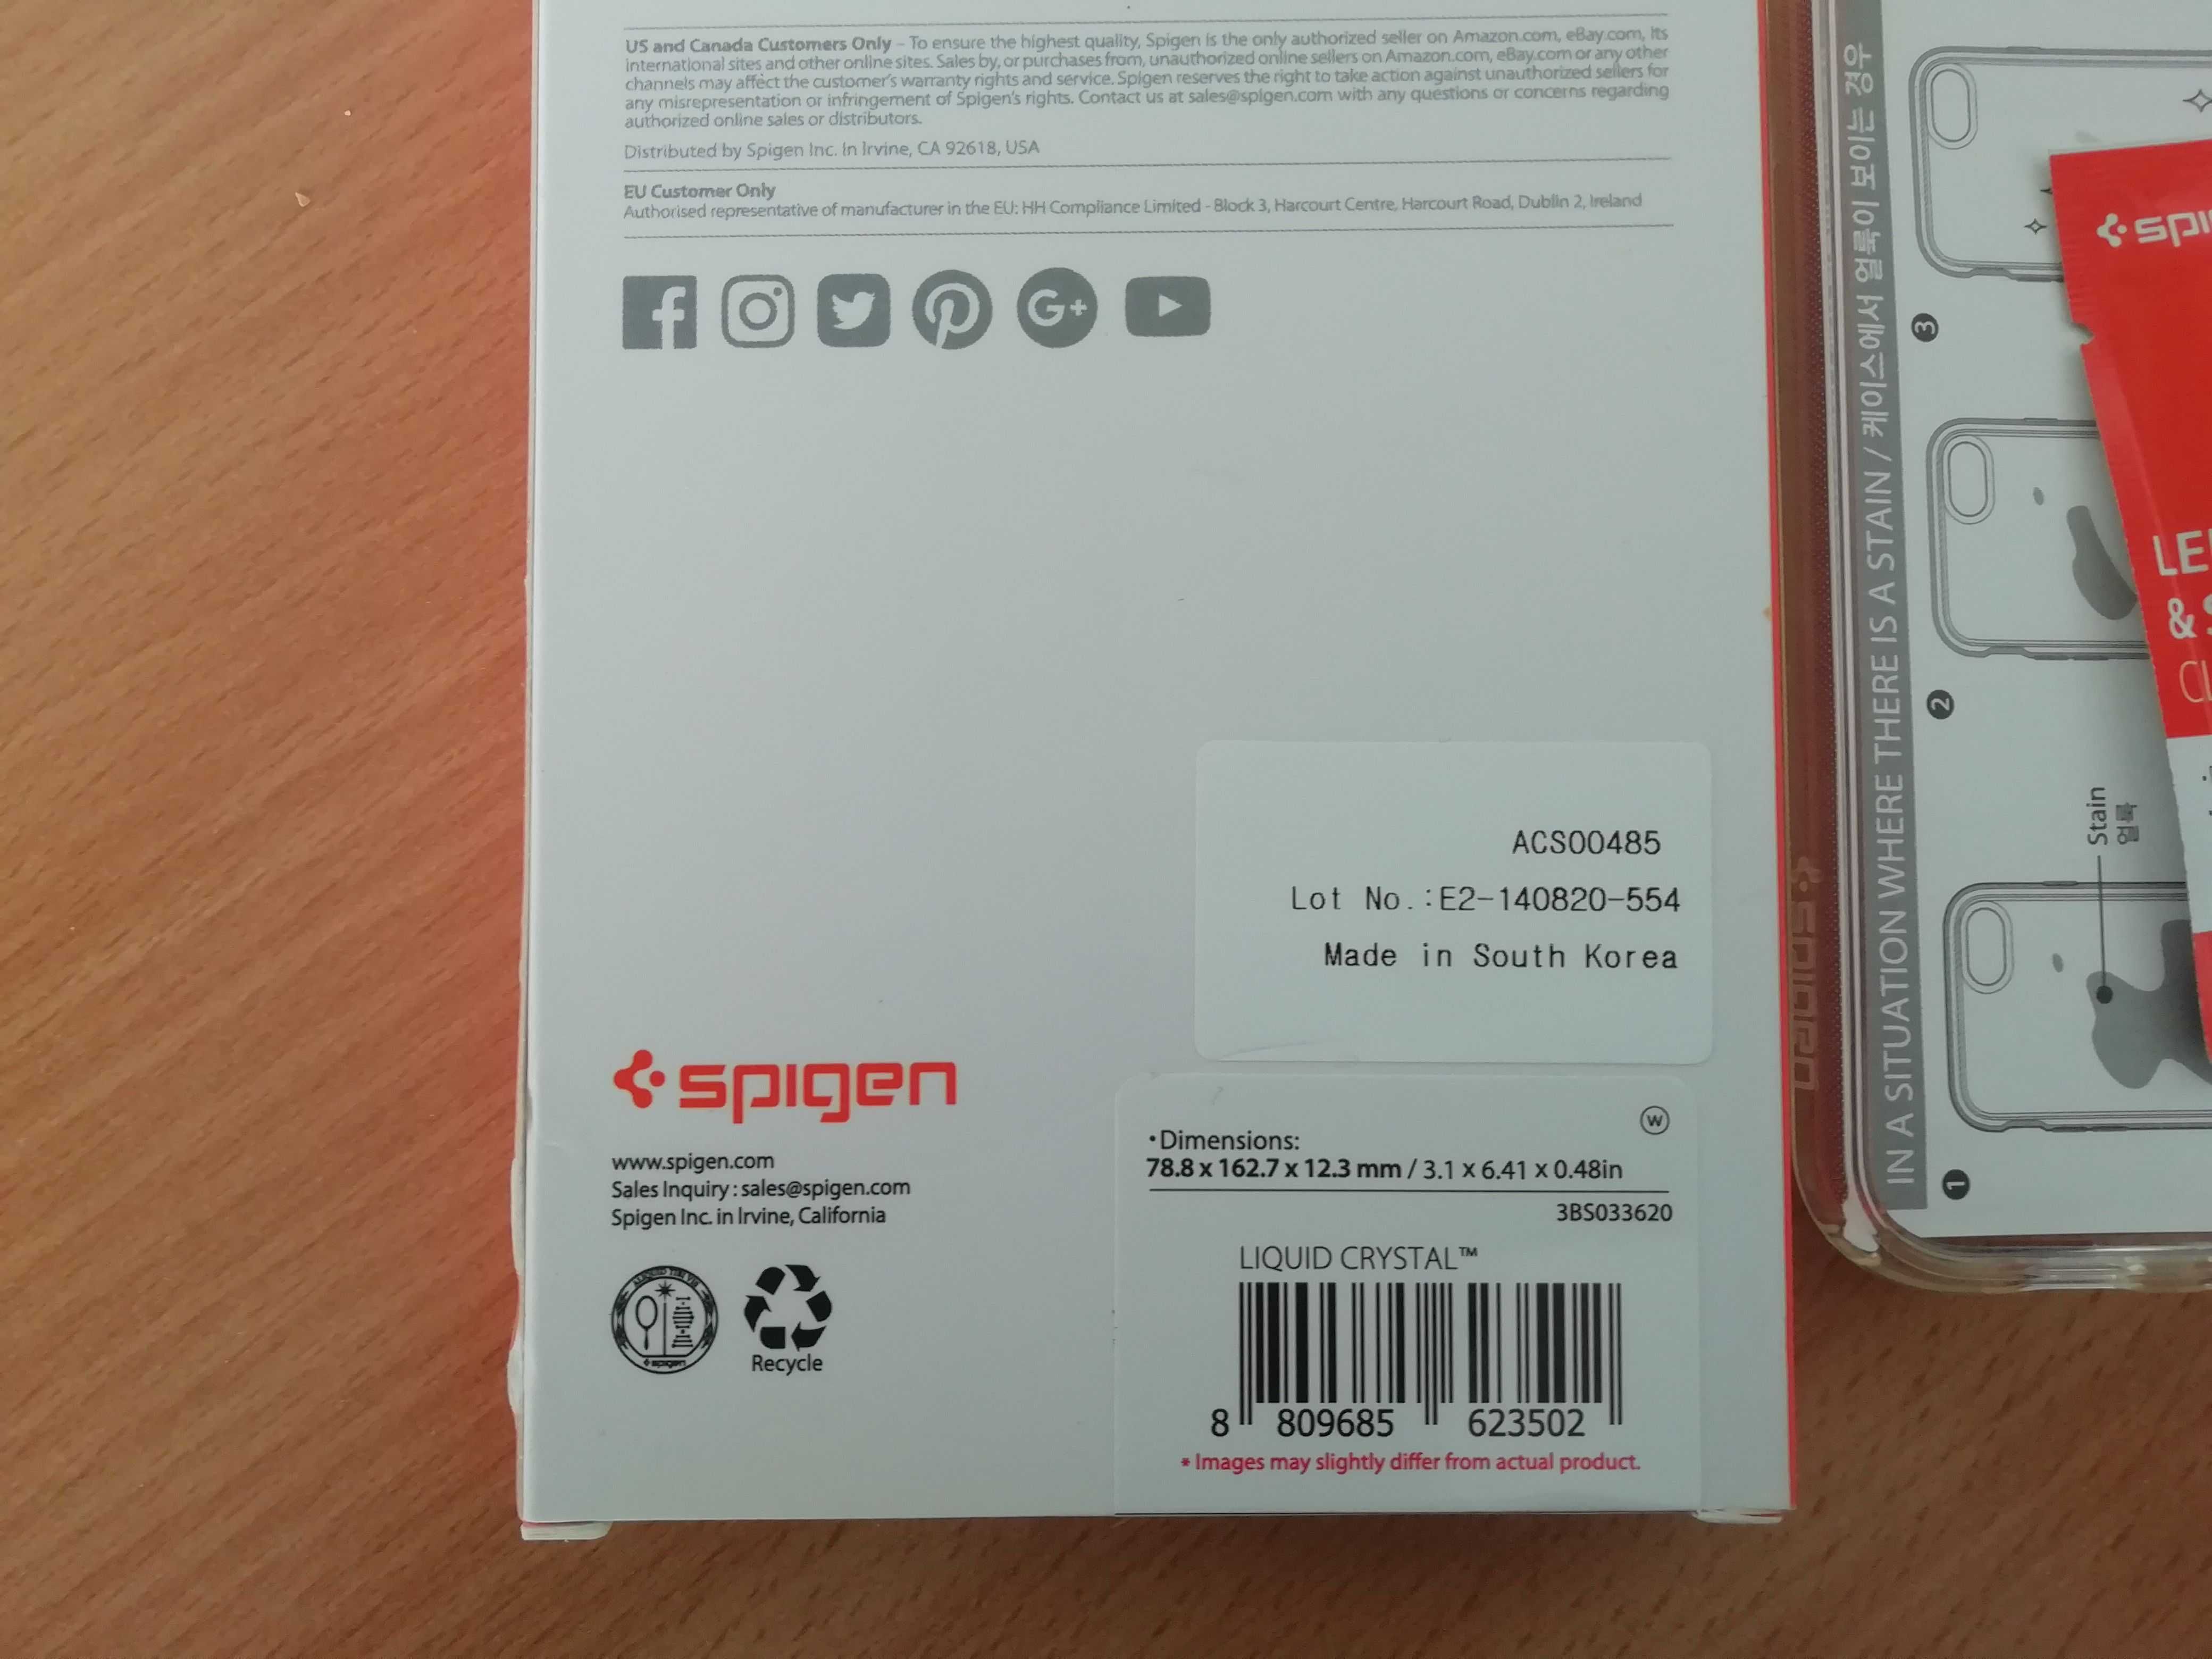 US and Canada Customers Only – To ensure the highest quality, Spigen is the only authorized seller on Amazon.com, eBay.com, its
international sites and other online sites. Sales by, or purchases from, unauthorized online sellers on Amazon.com, eBay.com or any other
channels may affect the customer's warranty rights and service. Spigen reserves the right to take action against unauthorized sellers for
any misrepresentation or infringement of Spigen's rights. Contact us at sales@spigen.com with any questions or concerns regarding
authorized online sales or distributors.
Distributed by Spigen Inc. In Irvine, CA 92618, USA
EU Customer Only
Authorised representative of manufacturer in the EU: HH Compliance Limited - Block 3, Harcourt Centre, Harcourt Road, Dublin 2, Ireland
G+
ACS00485
Lot No.:E2-140820-554
Made in South Korea
spigen
www.spigen.com
Sales Inquiry : sales@spigen.com
Spigen Inc. in Irvine, California
spigen
Recycle
W
•Dimensions:
78.8 x 162.7 x 12.3 mm / 3.1 x 6.41 x 0.48in
3BS033620
LIQUID CRYSTAL™
8 809685 623502
* Images may slightly differ from actual product.
spigen
IN A SITUATION WHERE THERE IS A STAIN / 케이스에서 얼룩이 보이는 경우
1
2
3
Stain
얼룩
&